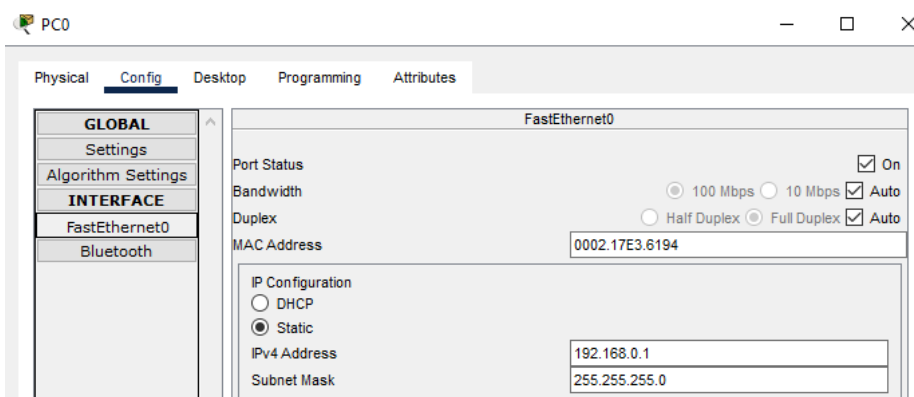 PC0
Physical Config Desktop Programming Attributes
GLOBAL
Settings
Algorithm Settings
INTERFACE
FastEthernet0
Bluetooth
FastEthernet0
Port Status On
Bandwidth 100 Mbps 10 Mbps Auto
Duplex Half Duplex Full Duplex Auto
MAC Address 0002.17E3.6194
IP Configuration
DHCP
Static
IPv4 Address 192.168.0.1
Subnet Mask 255.255.255.0